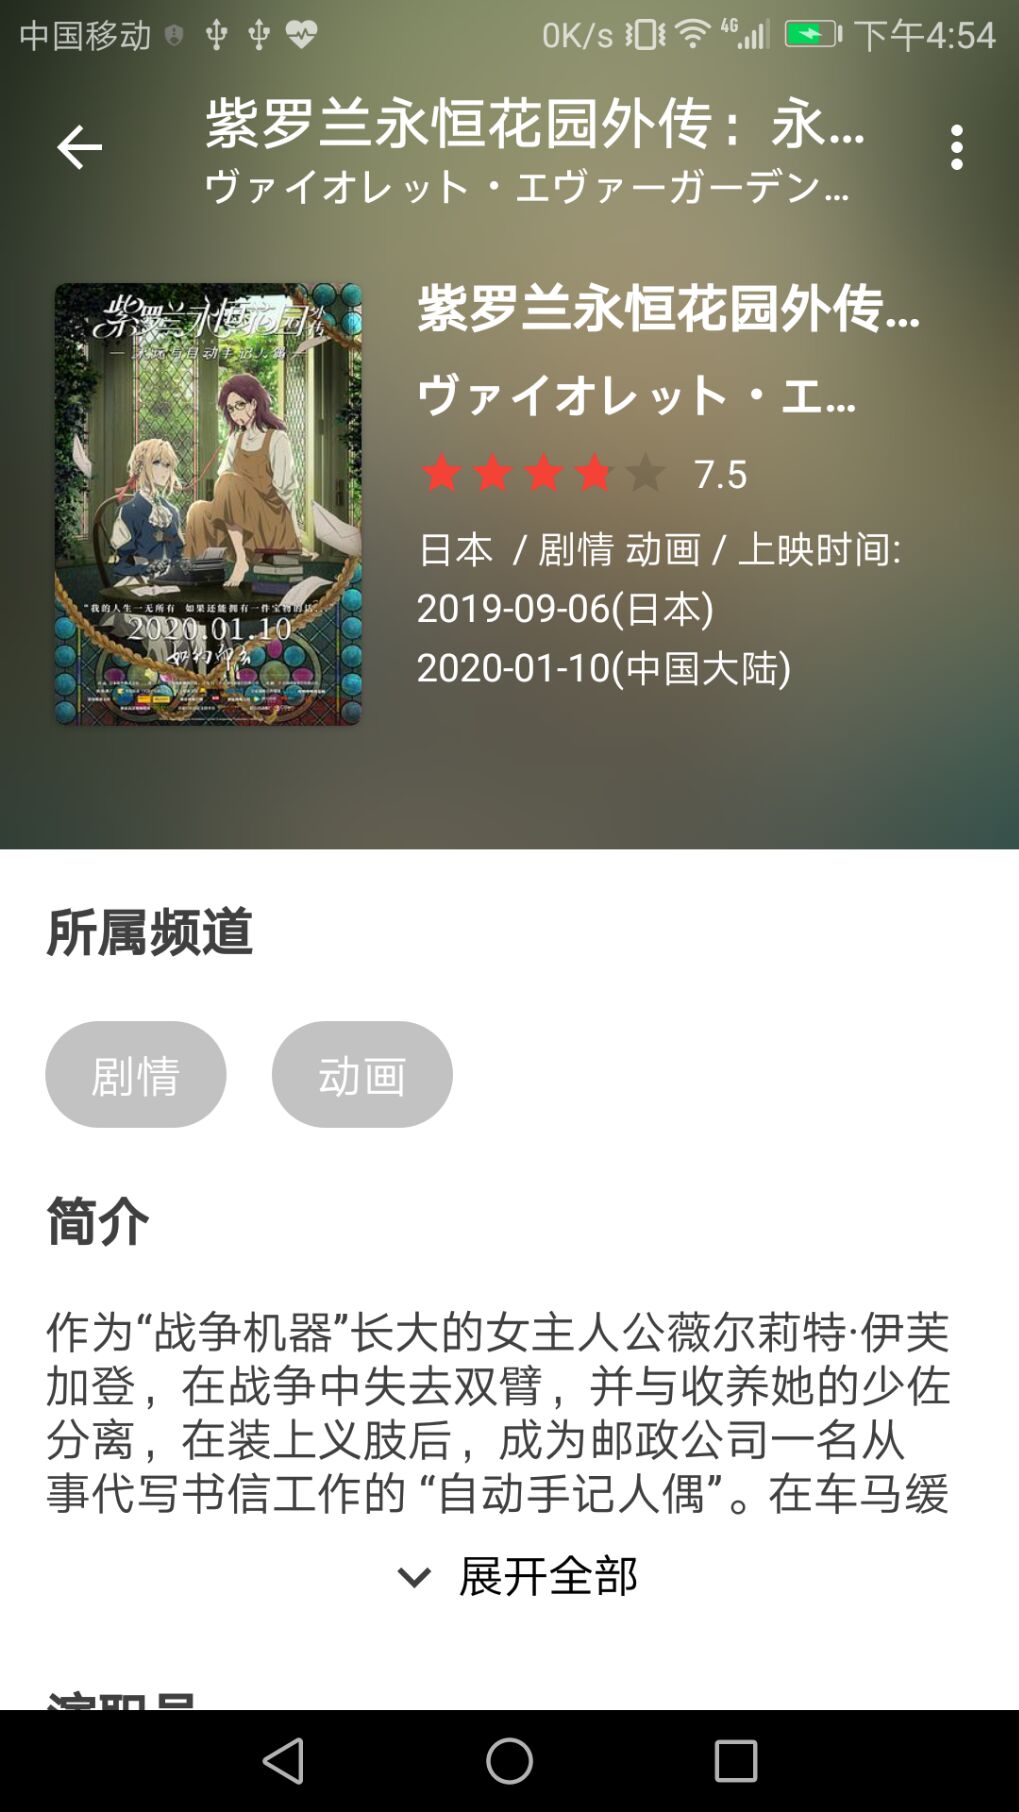 中国移动 0K/s 4G 下午4:54
紫罗兰永恒花园外传：永...
ヴァイオレット・エヴァーガーデン...
紫罗兰永恒花园外传
"我的人生一无所有 如果还能拥有一件宝物的话..."
2020.01.10
如约而至
紫罗兰永恒花园外传...
ヴァイオレット・エ...
7.5
日本 / 剧情 动画 / 上映时间:
2019-09-06(日本)
2020-01-10(中国大陆)
所属频道
剧情 动画
简介
作为“战争机器”长大的女主人公薇尔莉特·伊芙
加登，在战争中失去双臂，并与收养她的少佐
分离，在装上义肢后，成为邮政公司一名从
事代写书信工作的 “自动手记人偶”。在车马缓
展开全部
演职员